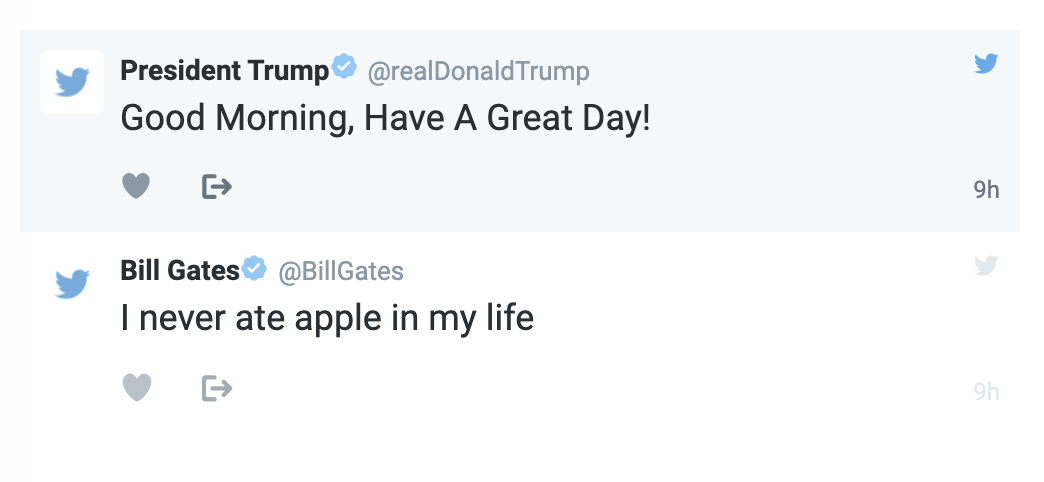 President Trump @realDonaldTrump
Good Morning, Have A Great Day!
9h
Bill Gates @BillGates
I never ate apple in my life
9h